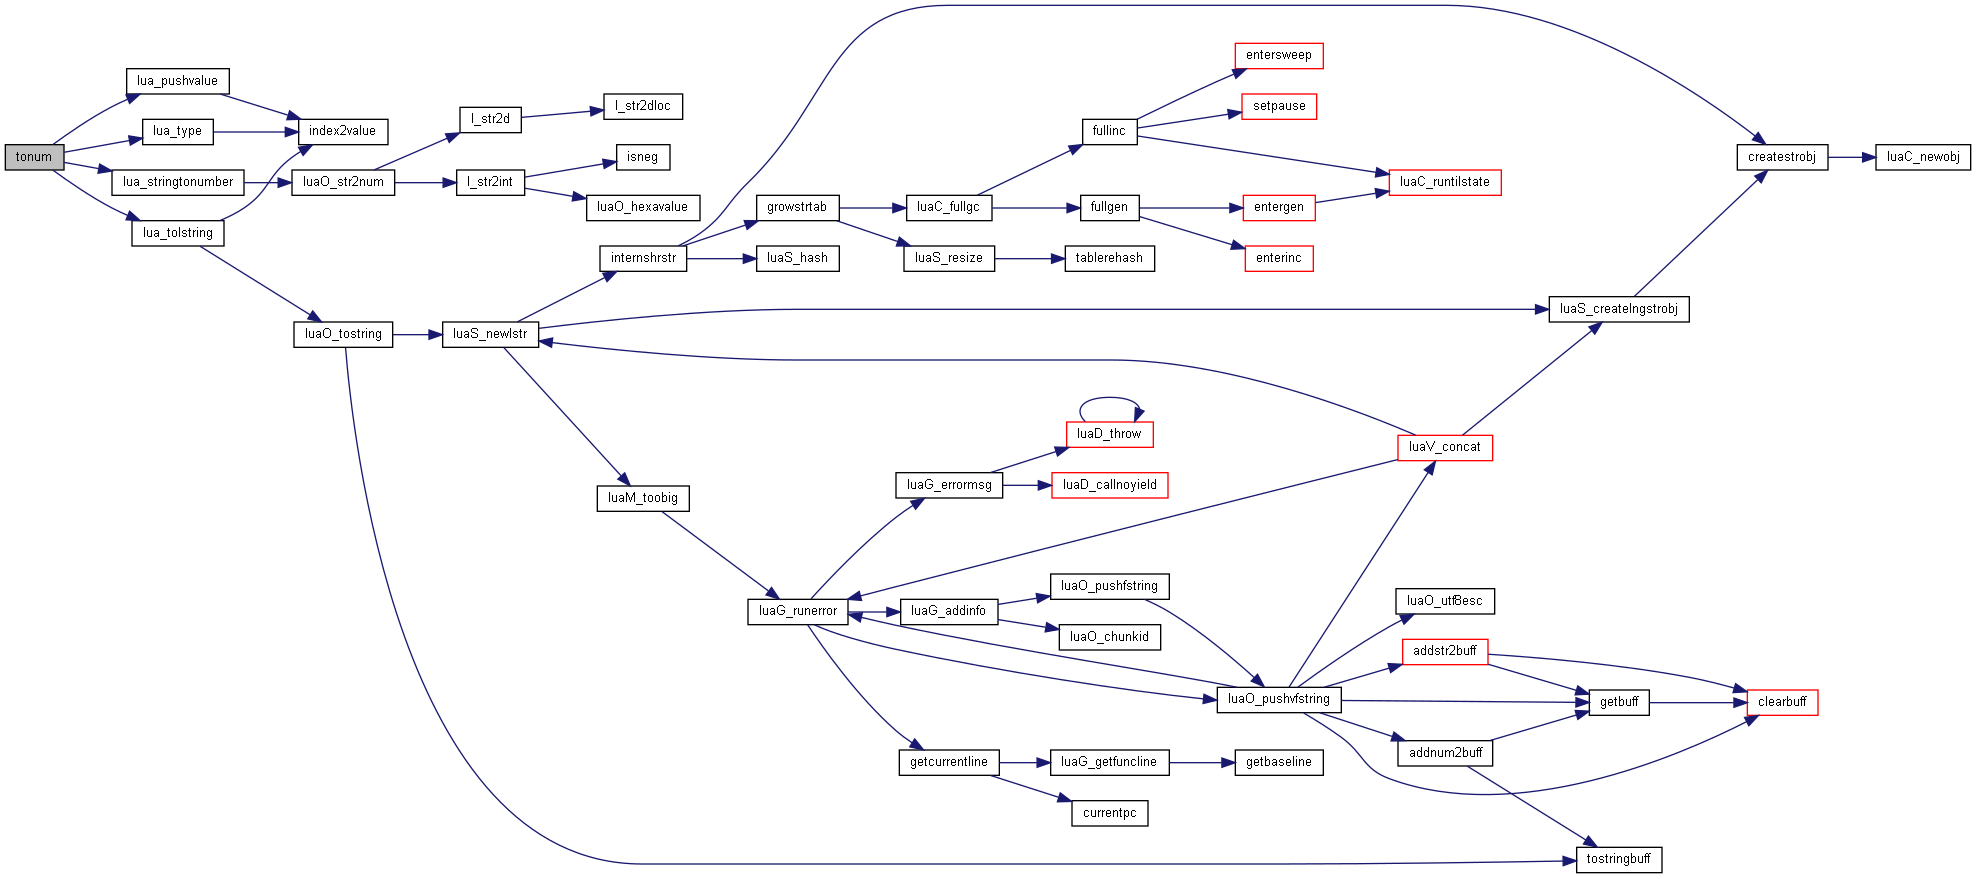 tonum
lua_pushvalue
lua_type
lua_stringtonumber
lua_tolstring
index2value
luaO_str2num
luaO_tostring
l_str2d
l_str2int
luaS_newlstr
l_str2dloc
isneg
luaO_hexavalue
internshrstr
luaM_toobig
growstrtab
luaS_hash
luaG_runerror
luaC_fullgc
luaS_resize
luaG_errormsg
luaG_addinfo
getcurrentline
fullinc
fullgen
tablerehash
luaD_throw
luaD_callnoyield
luaO_pushfstring
luaO_chunkid
luaG_getfuncline
currentpc
entersweep
setpause
entergen
enterinc
luaO_pushvfstring
getbaseline
luaC_runtilstate
luaV_concat
luaO_utf8esc
addstr2buff
addnum2buff
luaS_createlngstrobj
getbuff
tostringbuff
createstrobj
clearbuff
luaC_newobj